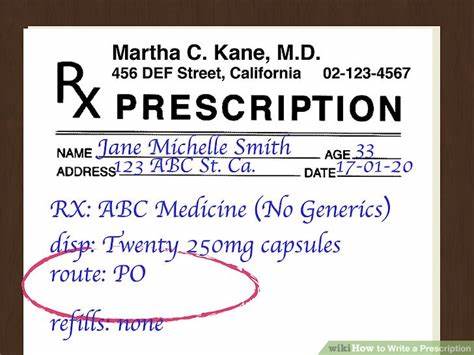 Martha C. Kane, M.D.
456 DEF Street, California 02-123-4567
Rx PRESCRIPTION
NAME Jane Michelle Smith AGE 33
ADDRESS 123 ABC St. Ca. DATE 17-01-20
RX: ABC Medicine (No Generics)
disp: Twenty 250mg capsules
route: PO
refills: none
wikiHow to Write a Prescription